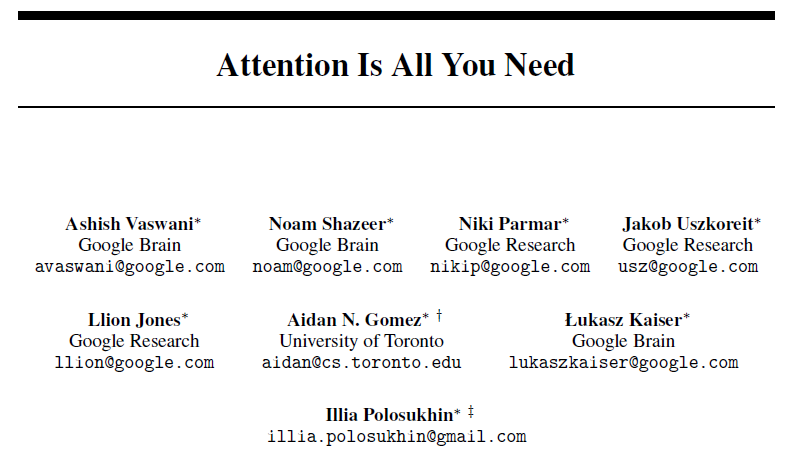 Attention Is All You Need
Ashish Vaswani* Noam Shazeer* Niki Parmar* Jakob Uszkoreit*
Google Brain Google Brain Google Research Google Research
avaswani@google.com noam@google.com nikip@google.com usz@google.com
Llion Jones* Aidan N. Gomez* † Łukasz Kaiser*
Google Research University of Toronto Google Brain
llion@google.com aidan@cs.toronto.edu lukaszkaiser@google.com
Illia Polosukhin* ‡
illia.polosukhin@gmail.com